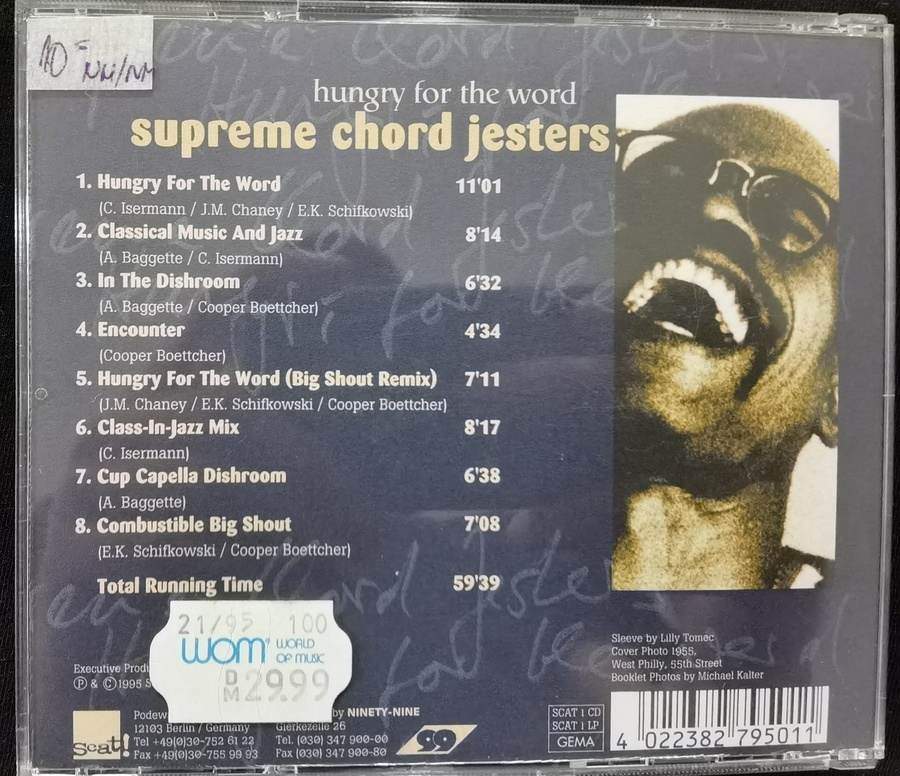 10=
NM/NM
hungry for the word
supreme chord jesters
1. Hungry For The Word 11'01
(C. Isermann / J.M. Chaney / E.K. Schifkowski)
2. Classical Music And Jazz 8'14
(A. Baggette / C. Isermann)
3. In The Dishroom 6'32
(A. Baggette / Cooper Boettcher)
4. Encounter 4'34
(Cooper Boettcher)
5. Hungry For The Word (Big Shout Remix) 7'11
(J.M. Chaney / E.K. Schifkowski / Cooper Boettcher)
6. Class-In-Jazz Mix 8'17
(C. Isermann)
7. Cup Capella Dishroom 6'38
(A. Baggette)
8. Combustible Big Shout 7'08
(E.K. Schifkowski / Cooper Boettcher)
Total Running Time 59'39
21/95 100
WOM WORLD
OF MUSIC
DM 29.99
Executive Produ
℗ & ©1995 S
scat!
Podew
12103 Berlin / Germany
Tel +49(0)30-752 61 22
Fax +49(0)30-755 99 93
by NINETY-NINE
Glerkezeile 26
Tel. (030) 347 900-00
Fax (030) 347 900-80
99
Sleeve by Lilly Tomec
Cover Photo 1955,
West Philly, 55th Street
Booklet Photos by Michael Kalter
SCAT 1 CD
SCAT 1 LP
GEMA
4 022382 795011